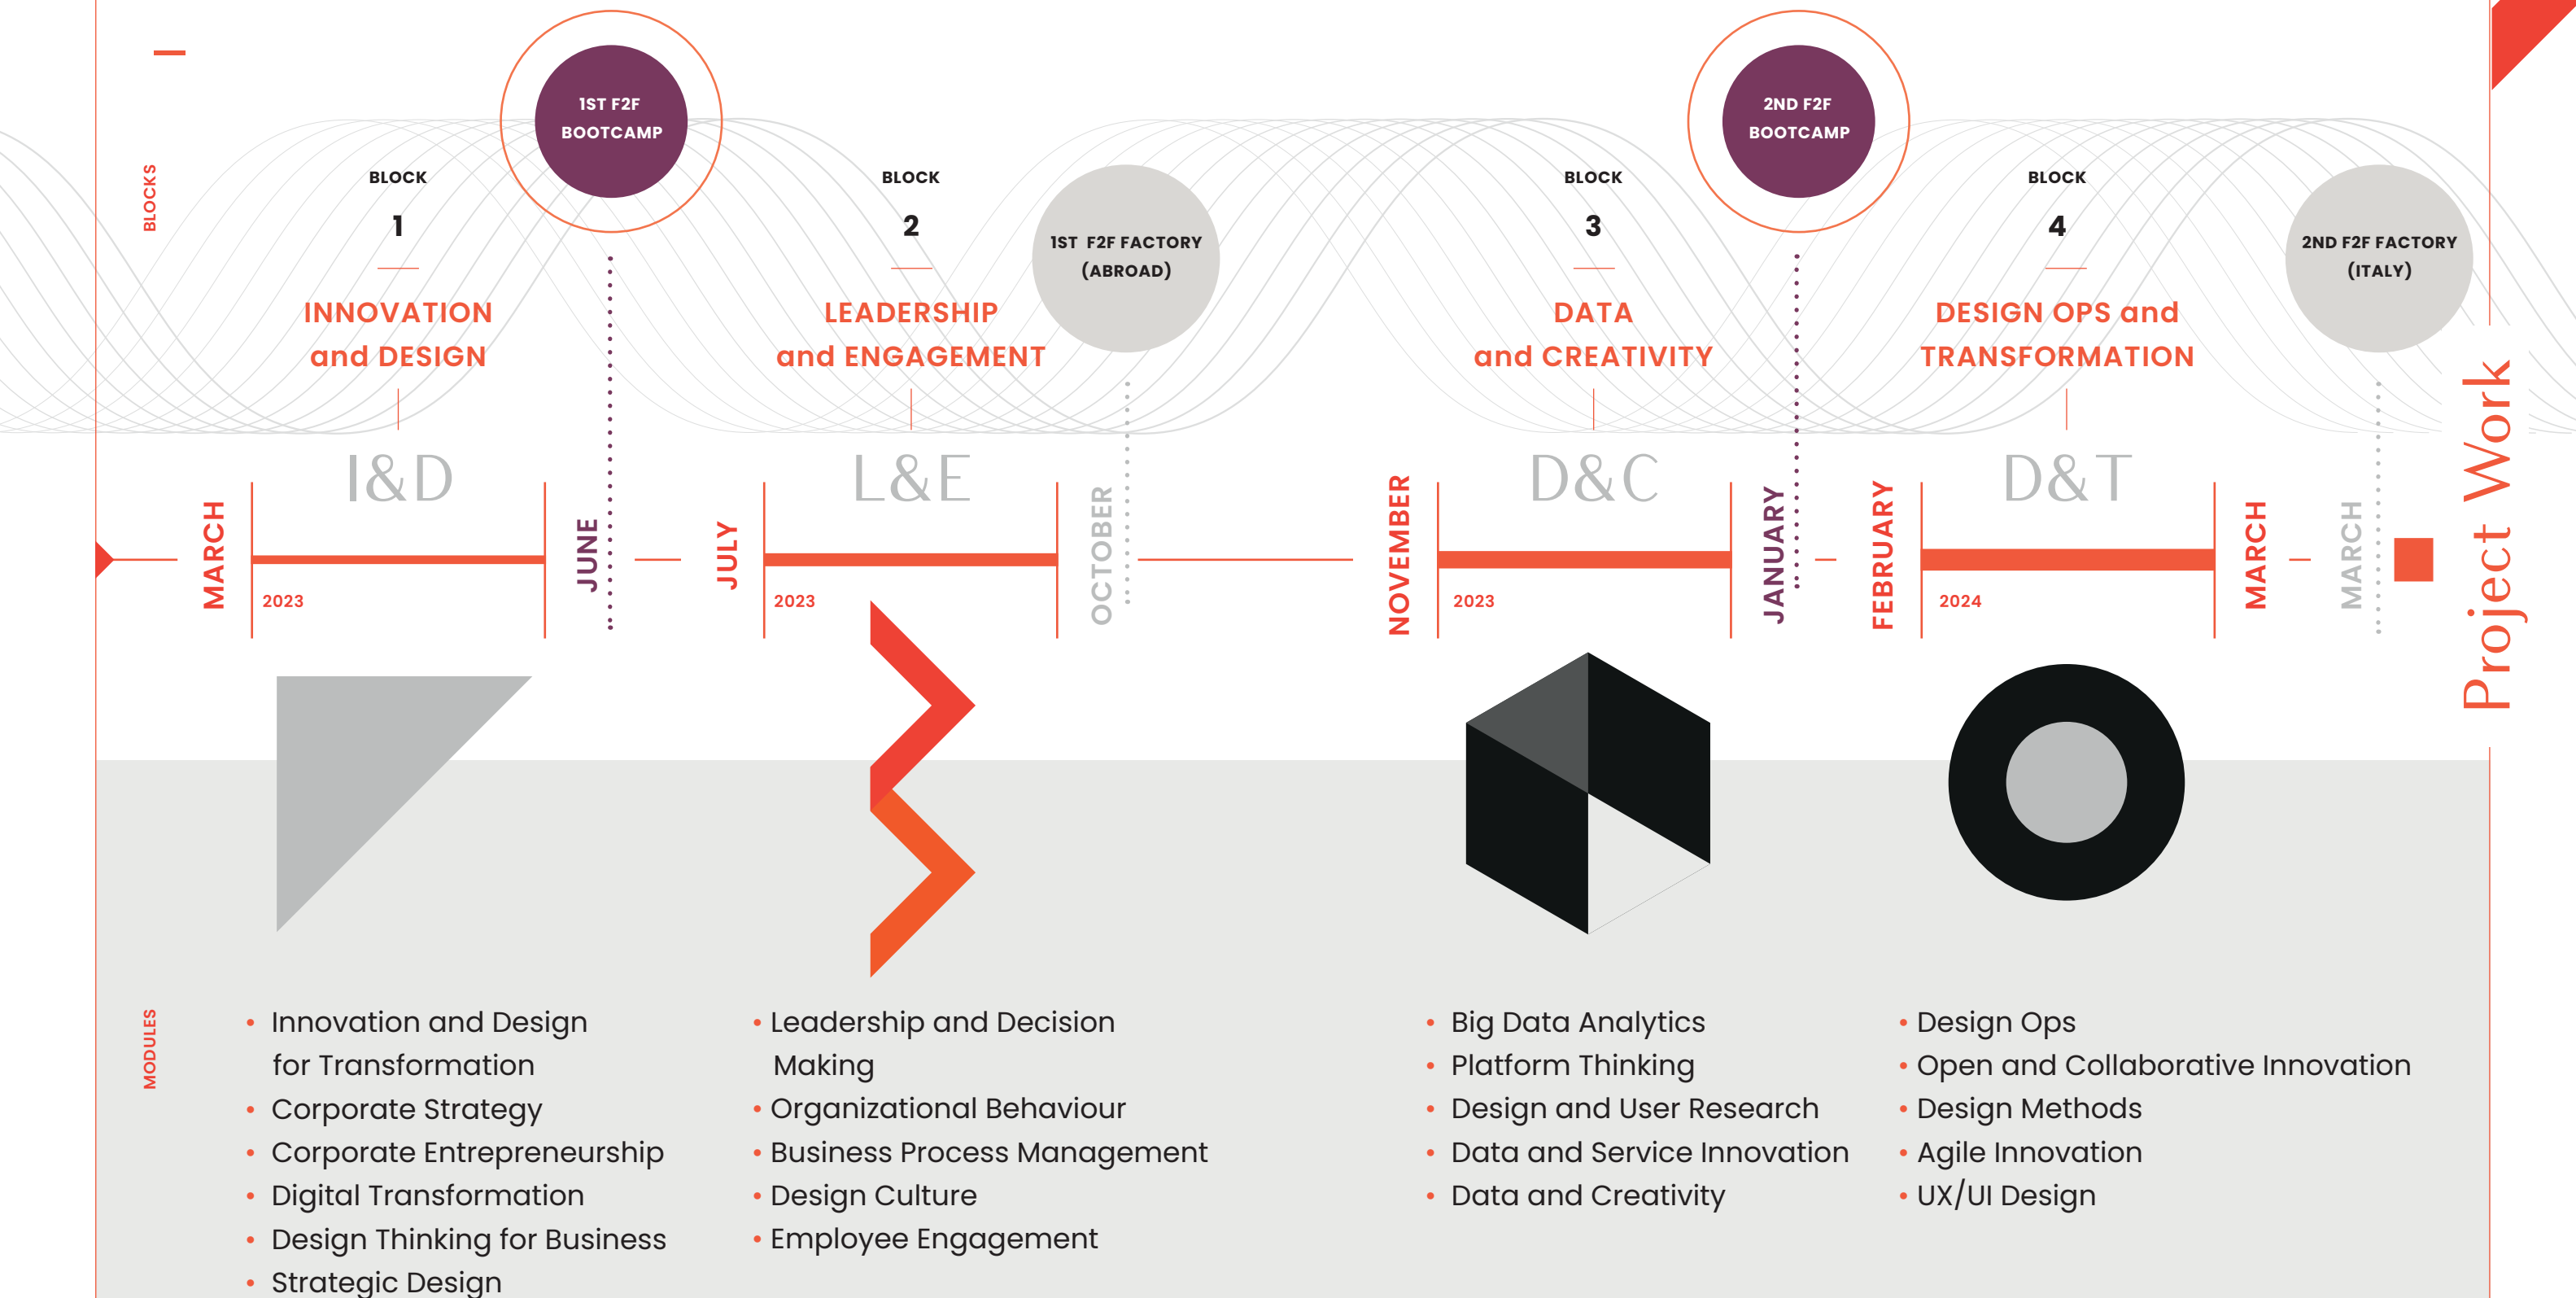 BLOCKS
1ST F2F
BOOTCAMP
2ND F2F
BOOTCAMP
BLOCK
1
INNOVATION
and DESIGN
BLOCK
2
LEADERSHIP
and ENGAGEMENT
1ST F2F FACTORY
(ABROAD)
BLOCK
3
DATA
and CREATIVITY
BLOCK
4
DESIGN OPS and
TRANSFORMATION
2ND F2F FACTORY
(ITALY)
I&D
L&E
D&C
D&T
MARCH
2023
JUNE
JULY
2023
OCTOBER
NOVEMBER
2023
JANUARY
FEBRUARY
2024
MARCH
MARCH
Project Work
MODULES
• Innovation and Design
for Transformation
• Corporate Strategy
• Corporate Entrepreneurship
• Digital Transformation
• Design Thinking for Business
• Strategic Design
• Leadership and Decision
Making
• Organizational Behaviour
• Business Process Management
• Design Culture
• Employee Engagement
• Big Data Analytics
• Platform Thinking
• Design and User Research
• Data and Service Innovation
• Data and Creativity
• Design Ops
• Open and Collaborative Innovation
• Design Methods
• Agile Innovation
• UX/UI Design